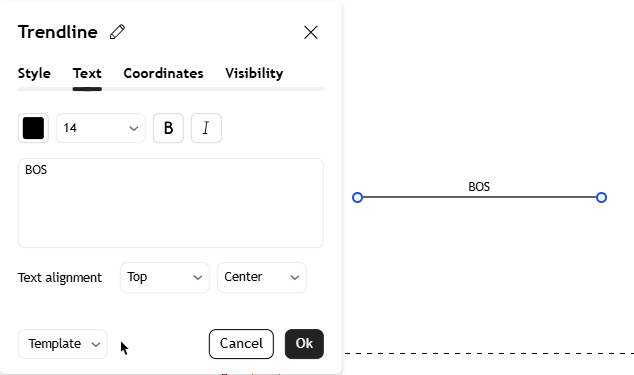 Trendline
Style Text Coordinates Visibility
14 B I
BOS
BOS
Text alignment Top Center
Template Cancel Ok